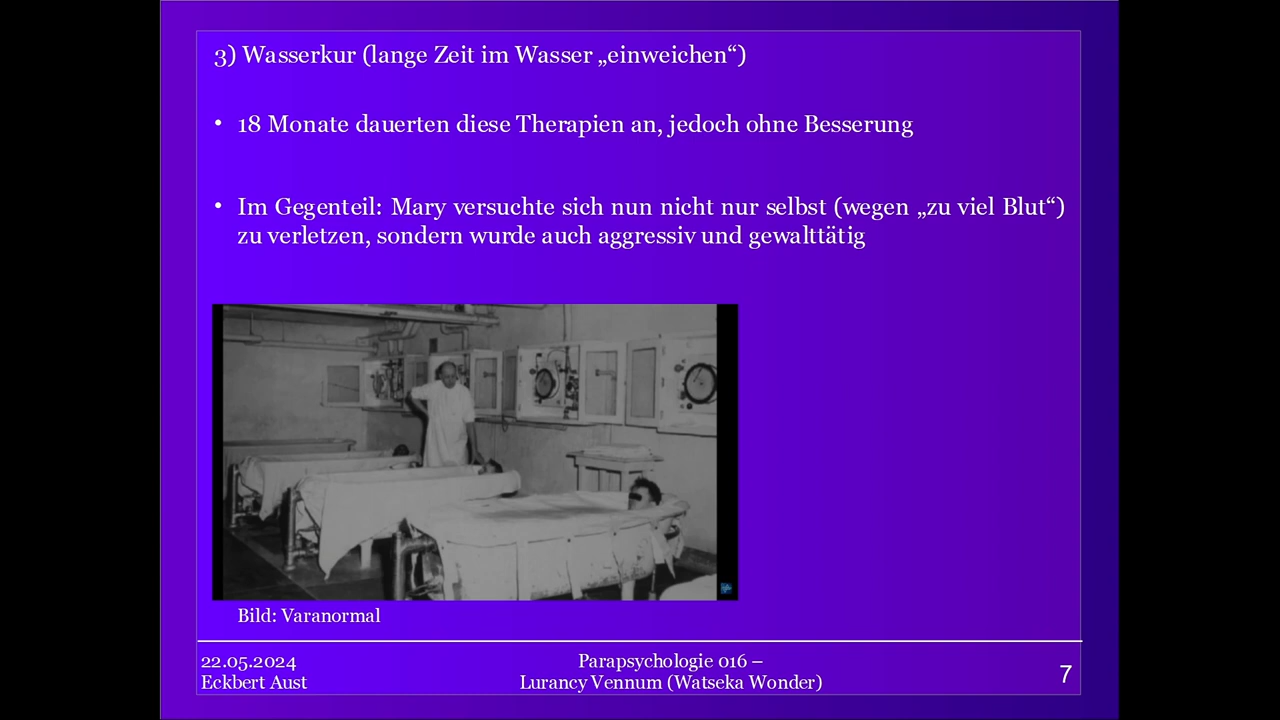 3) Wasserkur (lange Zeit im Wasser „einweichen“)
• 18 Monate dauerten diese Therapien an, jedoch ohne Besserung
• Im Gegenteil: Mary versuchte sich nun nicht nur selbst (wegen „zu viel Blut“)
zu verletzen, sondern wurde auch aggressiv und gewalttätig
Bild: Varanormal
22.05.2024
Eckbert Aust
Parapsychologie 016 –
Lurancy Vennum (Watseka Wonder)
7